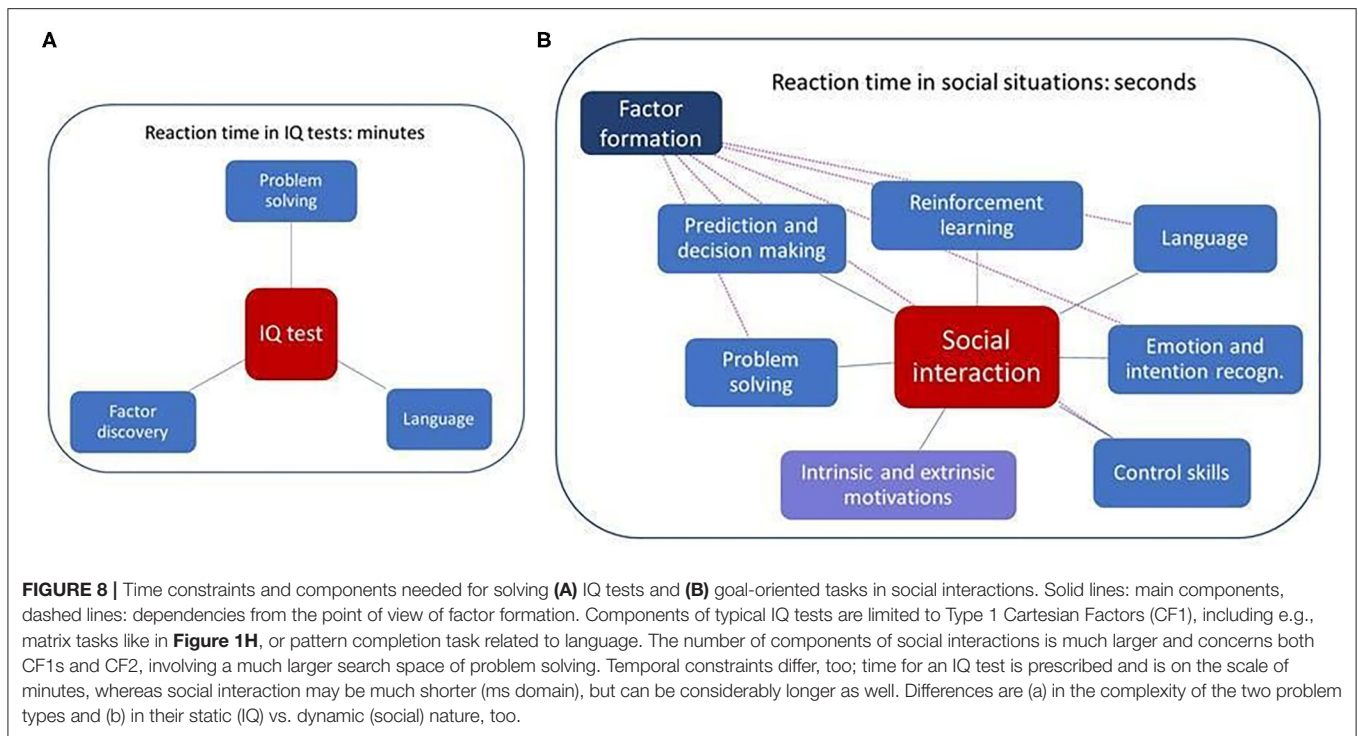 A
Reaction time in IQ tests: minutes
Problem
solving
IQ test
Factor
discovery
Language
B
Reaction time in social situations: seconds
Factor
formation
Prediction and
decision making
Reinforcement
learning
Language
Problem
solving
Social
interaction
Emotion and
intention recogn.
Intrinsic and extrinsic
motivations
Control skills
FIGURE 8 | Time constraints and components needed for solving (A) IQ tests and (B) goal-oriented tasks in social interactions. Solid lines: main components,
dashed lines: dependencies from the point of view of factor formation. Components of typical IQ tests are limited to Type 1 Cartesian Factors (CF1), including e.g.,
matrix tasks like in Figure 1H, or pattern completion task related to language. The number of components of social interactions is much larger and concerns both
CF1s and CF2, involving a much larger search space of problem solving. Temporal constraints differ, too; time for an IQ test is prescribed and is on the scale of
minutes, whereas social interaction may be much shorter (ms domain), but can be considerably longer as well. Differences are (a) in the complexity of the two problem
types and (b) in their static (IQ) vs. dynamic (social) nature, too.